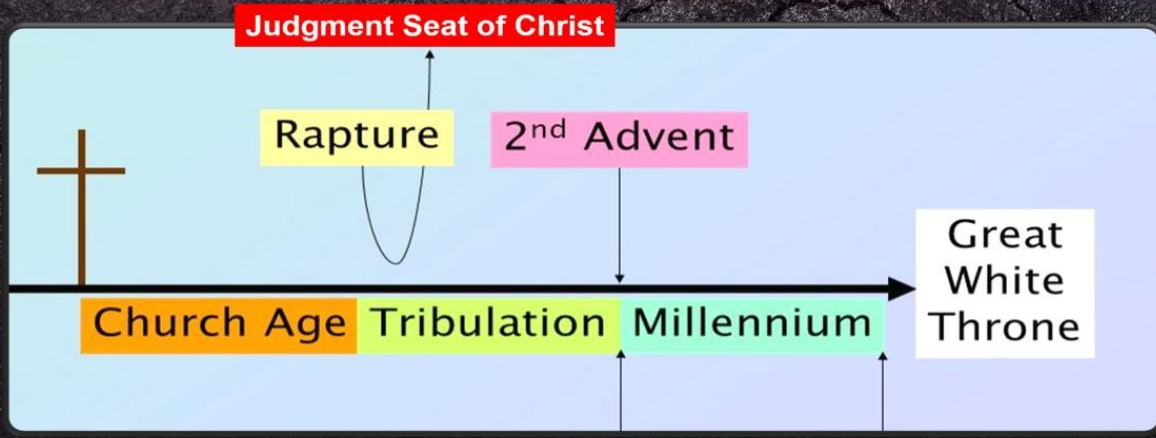 Judgment Seat of Christ
Rapture
2nd Advent
Great
White
Throne
Church Age
Tribulation
Millennium